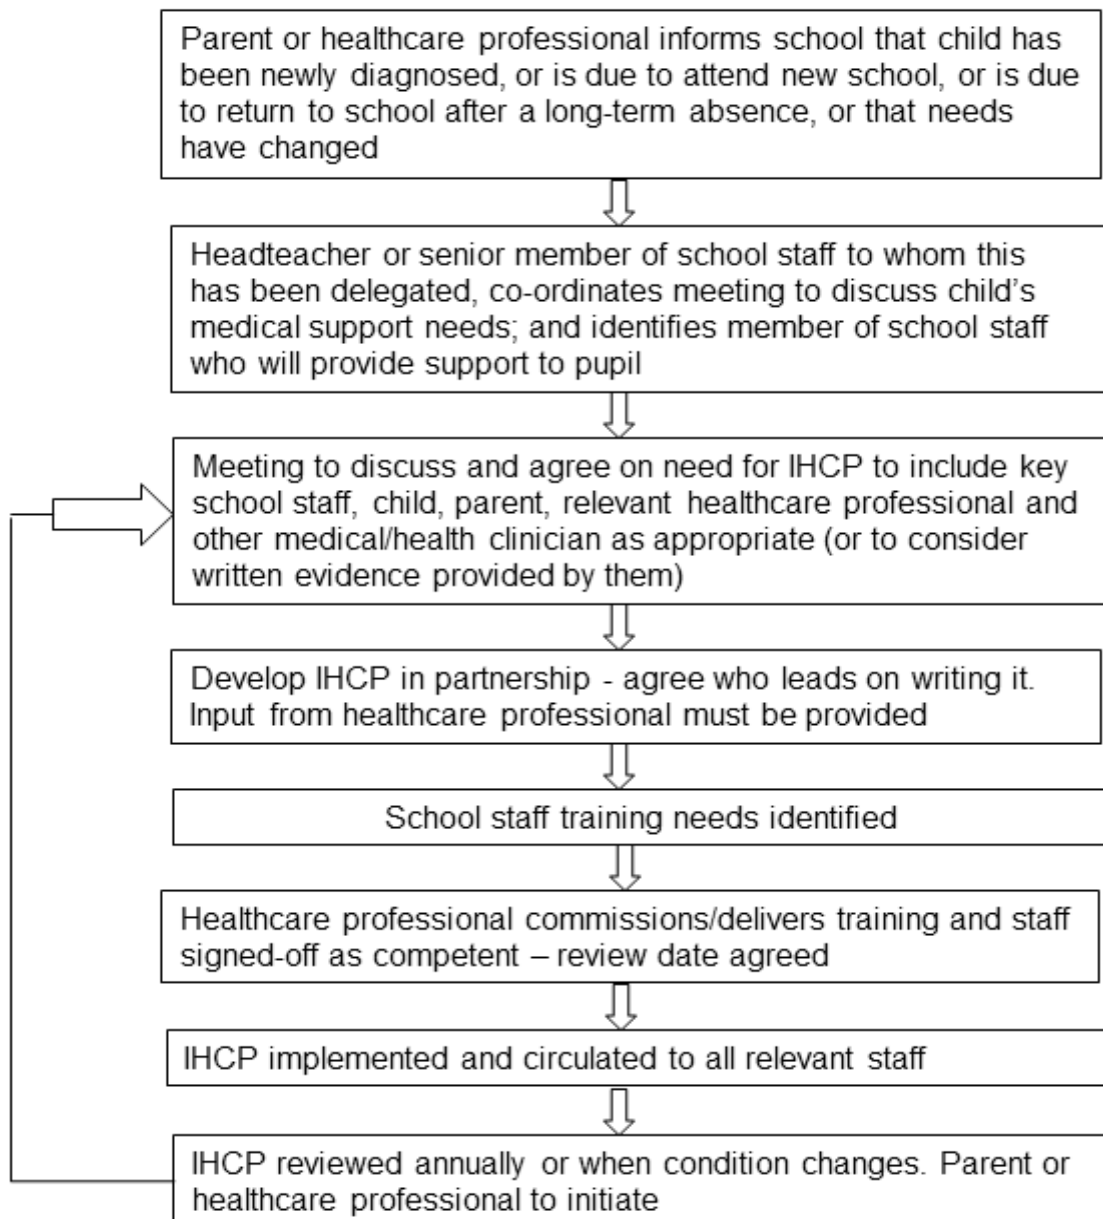 Parent or healthcare professional informs school that child has
been newly diagnosed, or is due to attend new school, or is due
to return to school after a long-term absence, or that needs
have changed
Headteacher or senior member of school staff to whom this
has been delegated, co-ordinates meeting to discuss child's
medical support needs; and identifies member of school staff
who will provide support to pupil
Meeting to discuss and agree on need for IHCP to include key
school staff, child, parent, relevant healthcare professional and
other medical/health clinician as appropriate (or to consider
written evidence provided by them)
Develop IHCP in partnership - agree who leads on writing it.
Input from healthcare professional must be provided
School staff training needs identified
Healthcare professional commissions/delivers training and staff
signed-off as competent – review date agreed
IHCP implemented and circulated to all relevant staff
IHCP reviewed annually or when condition changes. Parent or
healthcare professional to initiate